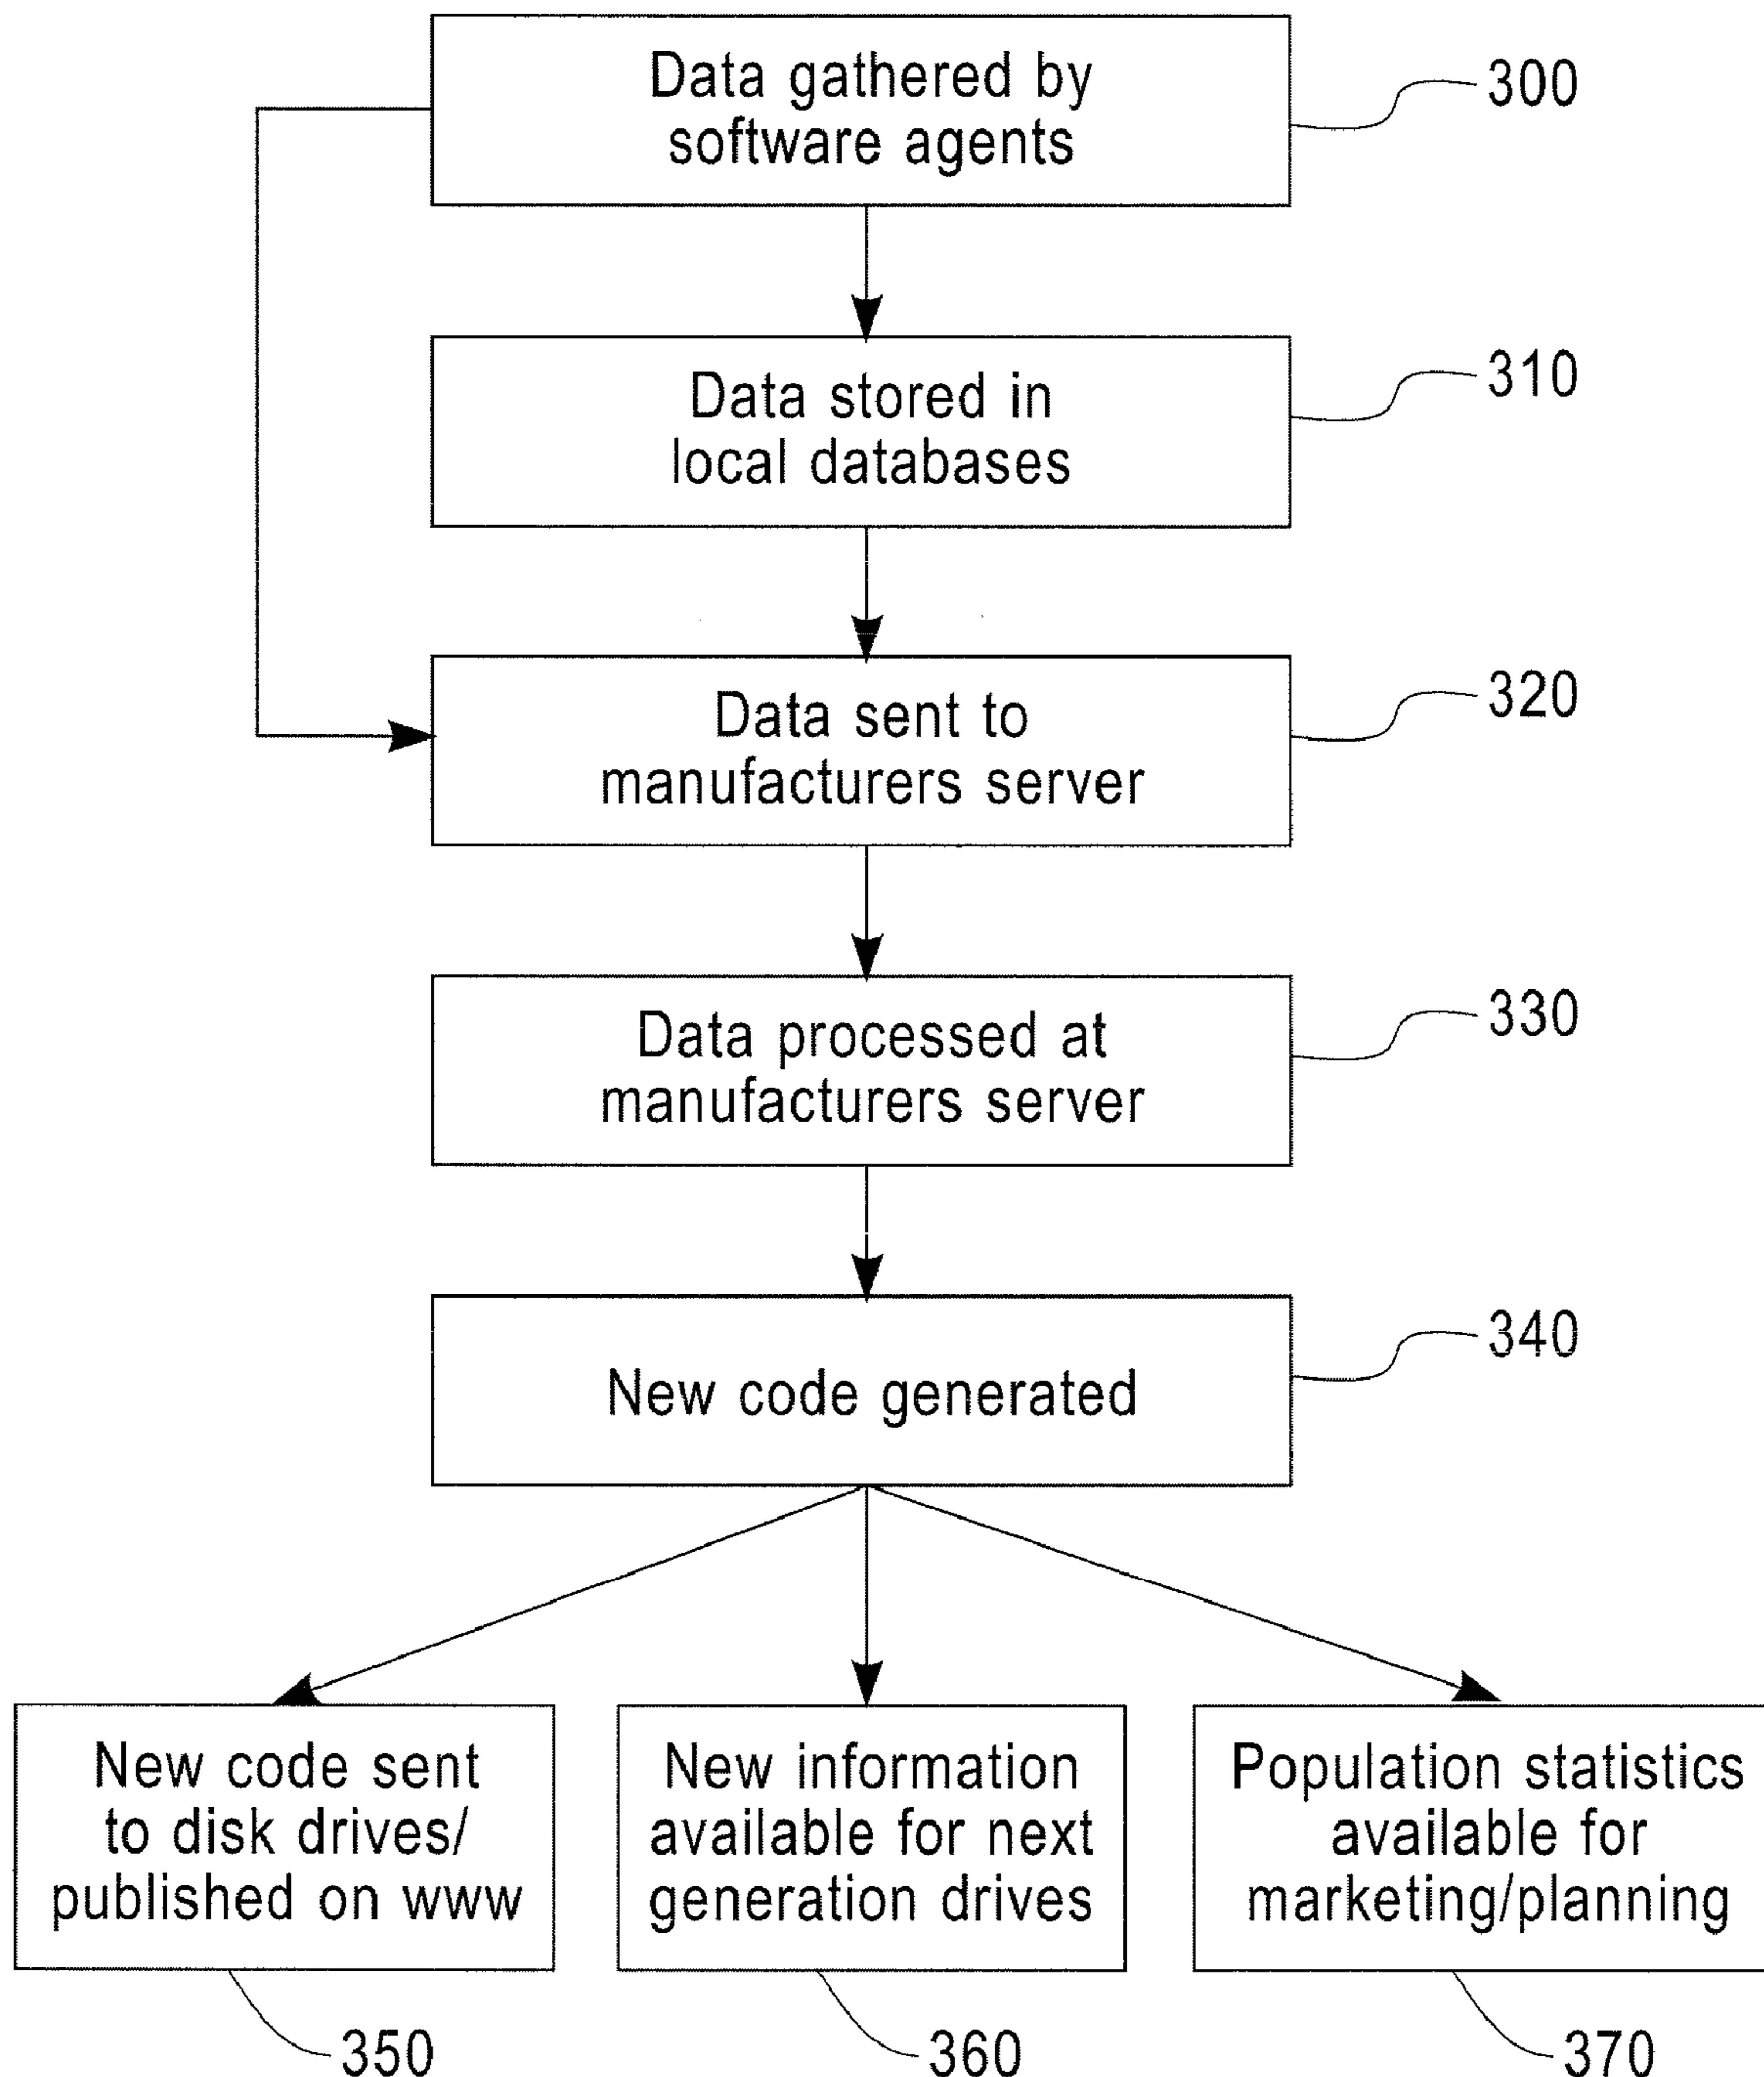 Data gathered by
software agents
300
Data stored in
local databases
310
Data sent to
manufacturers server
320
Data processed at
manufacturers server
330
New code generated
340
New code sent
to disk drives/
published on www
350
New information
available for next
generation drives
360
Population statistics
available for
marketing/planning
370